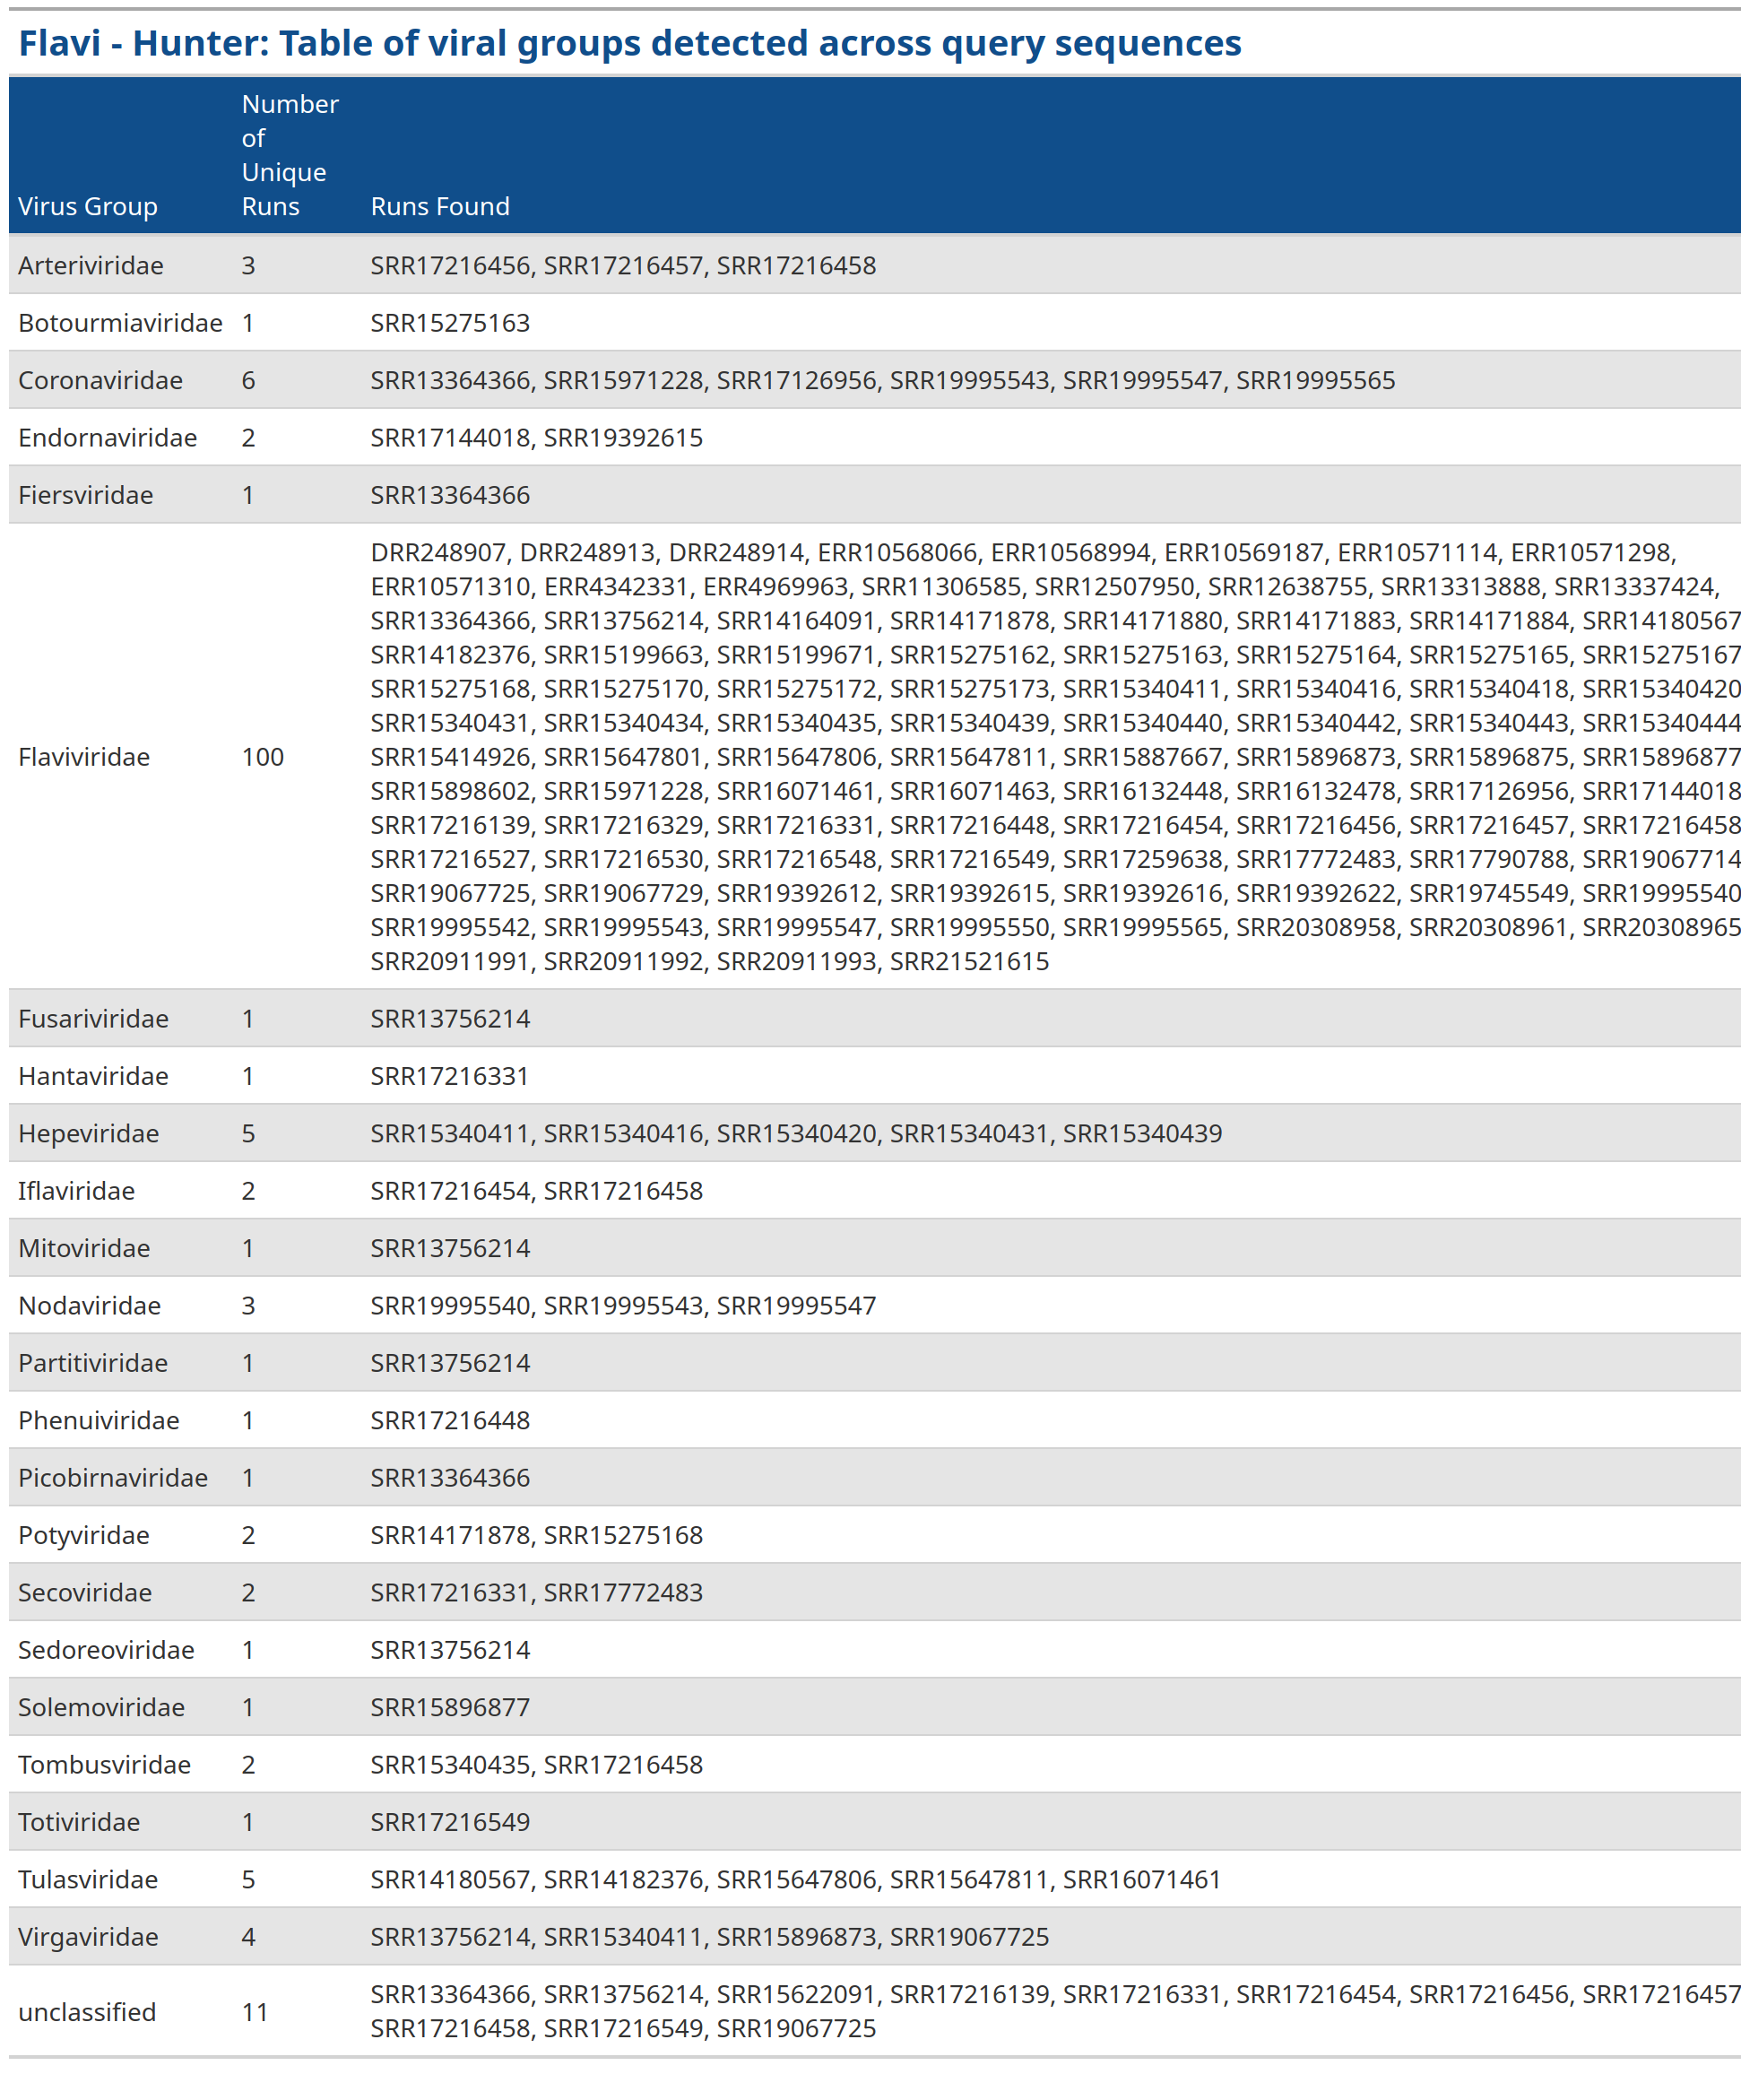 Flavi - Hunter: Table of viral groups detected across query sequences
Virus Group
Number
of
Unique
Runs
Runs Found
Arteriviridae 3 SRR17216456, SRR17216457, SRR17216458
Botourmiaviridae 1 SRR15275163
Coronaviridae 6 SRR13364366, SRR15971228, SRR17126956, SRR19995543, SRR19995547, SRR19995565
Endornaviridae 2 SRR17144018, SRR19392615
Fiersviridae 1 SRR13364366
Flaviviridae 100
DRR248907, DRR248913, DRR248914, ERR10568066, ERR10568994, ERR10569187, ERR10571114, ERR10571298,
ERR10571310, ERR4342331, ERR4969963, SRR11306585, SRR12507950, SRR12638755, SRR13313888, SRR13337424,
SRR13364366, SRR13756214, SRR14164091, SRR14171878, SRR14171880, SRR14171883, SRR14171884, SRR14180567
SRR14182376, SRR15199663, SRR15199671, SRR15275162, SRR15275163, SRR15275164, SRR15275165, SRR15275167
SRR15275168, SRR15275170, SRR15275172, SRR15275173, SRR15340411, SRR15340416, SRR15340418, SRR15340420
SRR15340431, SRR15340434, SRR15340435, SRR15340439, SRR15340440, SRR15340442, SRR15340443, SRR15340444
SRR15414926, SRR15647801, SRR15647806, SRR15647811, SRR15887667, SRR15896873, SRR15896875, SRR15896877
SRR15898602, SRR15971228, SRR16071461, SRR16071463, SRR16132448, SRR16132478, SRR17126956, SRR17144018
SRR17216139, SRR17216329, SRR17216331, SRR17216448, SRR17216454, SRR17216456, SRR17216457, SRR17216458
SRR17216527, SRR17216530, SRR17216548, SRR17216549, SRR17259638, SRR17772483, SRR17790788, SRR19067714
SRR19067725, SRR19067729, SRR19392612, SRR19392615, SRR19392616, SRR19392622, SRR19745549, SRR19995540
SRR19995542, SRR19995543, SRR19995547, SRR19995550, SRR19995565, SRR20308958, SRR20308961, SRR20308965
SRR20911991, SRR20911992, SRR20911993, SRR21521615
Fusariviridae 1 SRR13756214
Hantaviridae 1 SRR17216331
Hepeviridae 5 SRR15340411, SRR15340416, SRR15340420, SRR15340431, SRR15340439
Iflaviridae 2 SRR17216454, SRR17216458
Mitoviridae 1 SRR13756214
Nodaviridae 3 SRR19995540, SRR19995543, SRR19995547
Partitiviridae 1 SRR13756214
Phenuiviridae 1 SRR17216448
Picobirnaviridae 1 SRR13364366
Potyviridae 2 SRR14171878, SRR15275168
Secoviridae 2 SRR17216331, SRR17772483
Sedoreoviridae 1 SRR13756214
Solemoviridae 1 SRR15896877
Tombusviridae 2 SRR15340435, SRR17216458
Totiviridae 1 SRR17216549
Tulasviridae 5 SRR14180567, SRR14182376, SRR15647806, SRR15647811, SRR16071461
Virgaviridae 4 SRR13756214, SRR15340411, SRR15896873, SRR19067725
unclassified 11
SRR13364366, SRR13756214, SRR15622091, SRR17216139, SRR17216331, SRR17216454, SRR17216456, SRR17216457
SRR17216458, SRR17216549, SRR19067725